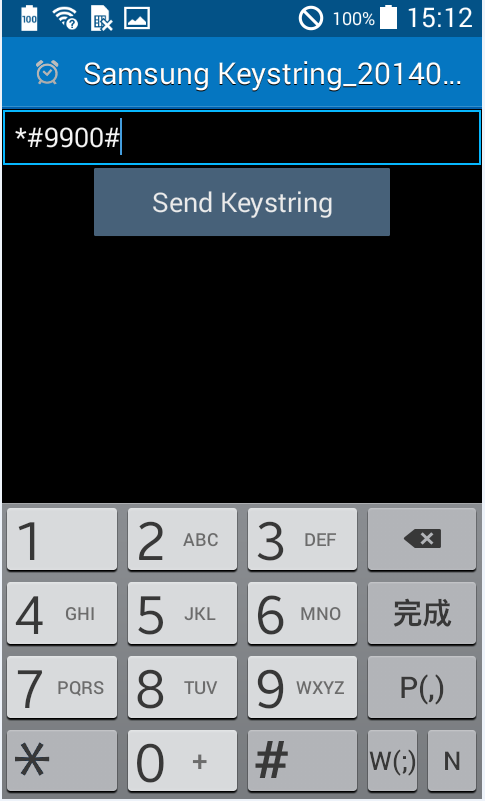 100 100% 15:12
Samsung Keystring_20140...
*#9900#
Send Keystring
1 2 ABC 3 DEF
4 GHI 5 JKL 6 MNO 完成
7 PQRS 8 TUV 9 WXYZ P(,)
* 0 + # W(;) N